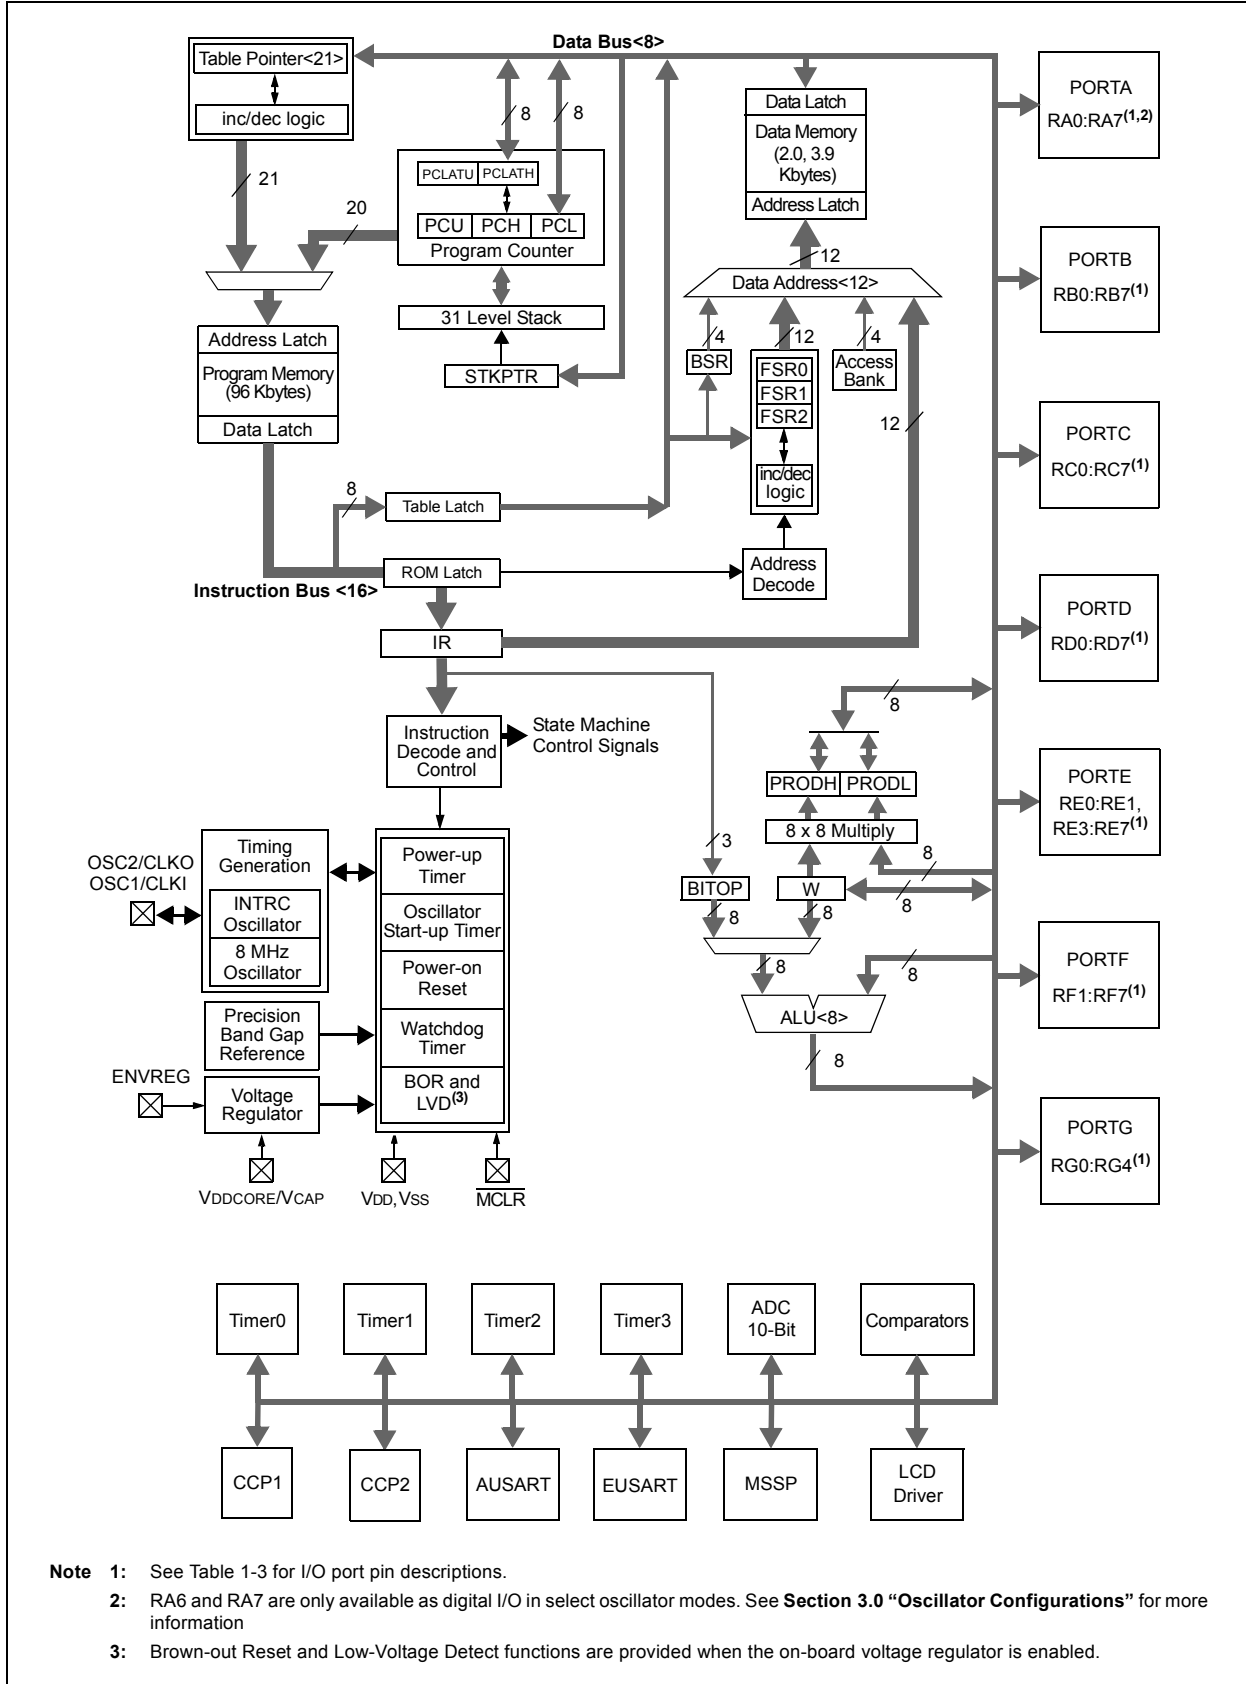 Data Bus<8>
Table Pointer<21>
inc/dec logic
21
20
8
8
PCLATU PCLATH
PCU PCH PCL
Program Counter
31 Level Stack
STKPTR
Address Latch
Program Memory
(96 Kbytes)
Data Latch
8
Table Latch
ROM Latch
Instruction Bus <16>
IR
Data Latch
Data Memory
(2.0, 3.9
Kbytes)
Address Latch
12
Data Address<12>
4
12
4
BSR
FSR0
FSR1
FSR2
inc/dec
logic
Access
Bank
12
Address
Decode
Instruction
Decode and
Control
State Machine
Control Signals
8
PRODH PRODL
8 x 8 Multiply
3
8
BITOP
W
8
8
8
8
8
ALU<8>
8
OSC2/CLKO
OSC1/CLKI
Timing
Generation
INTRC
Oscillator
8 MHz
Oscillator
Precision
Band Gap
Reference
ENVREG
Voltage
Regulator
Power-up
Timer
Oscillator
Start-up Timer
Power-on
Reset
Watchdog
Timer
BOR and
LVD(3)
VDDCORE/VCAP
VDD, VSS
MCLR
PORTA
RA0:RA7(1,2)
PORTB
RB0:RB7(1)
PORTC
RC0:RC7(1)
PORTD
RD0:RD7(1)
PORTE
RE0:RE1,
RE3:RE7(1)
PORTF
RF1:RF7(1)
PORTG
RG0:RG4(1)
Timer0
Timer1
Timer2
Timer3
ADC
10-Bit
Comparators
CCP1
CCP2
AUSART
EUSART
MSSP
LCD
Driver
Note 1: See Table 1-3 for I/O port pin descriptions.
2: RA6 and RA7 are only available as digital I/O in select oscillator modes. See Section 3.0 “Oscillator Configurations” for more
information
3: Brown-out Reset and Low-Voltage Detect functions are provided when the on-board voltage regulator is enabled.